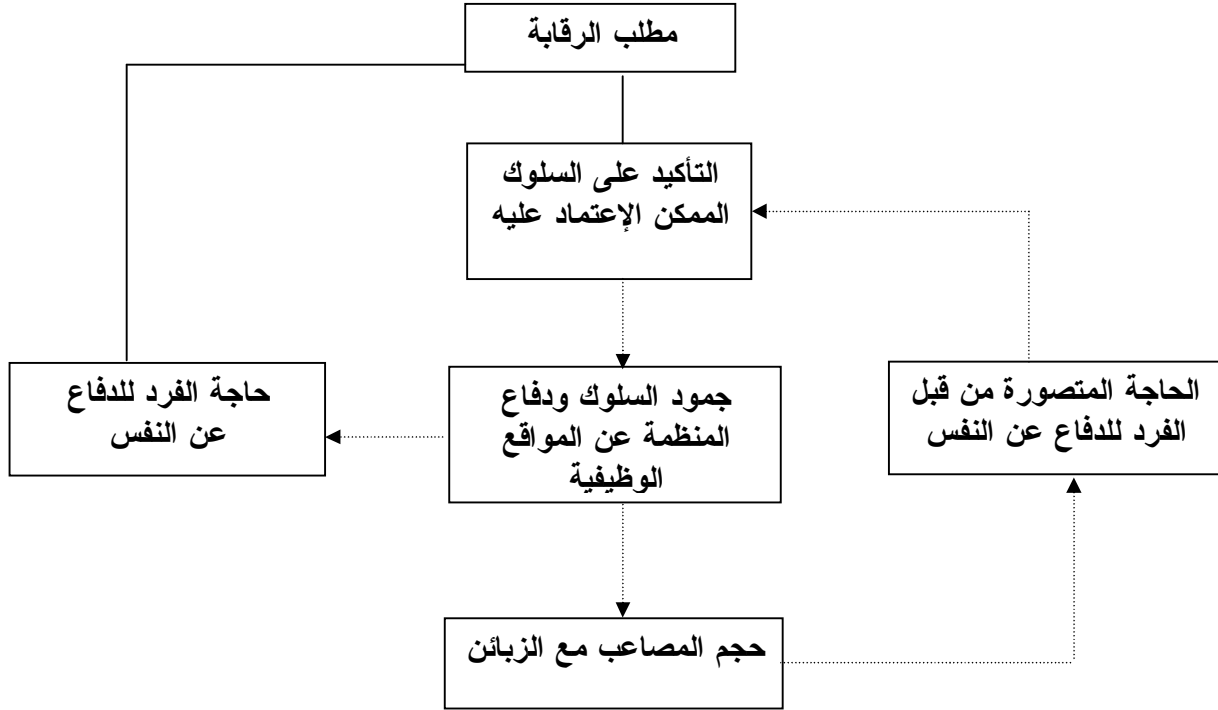 مطلب الرقابة
التأكيد على السلوك
الممكن الإعتماد عليه
الحاجة المتصورة من قبل
الفرد للدفاع عن النفس
جمود السلوك ودفاع
المنظمة عن المواقع
الوظيفية
حاجة الفرد للدفاع
عن النفس
حجم المصاعب مع الزبائن